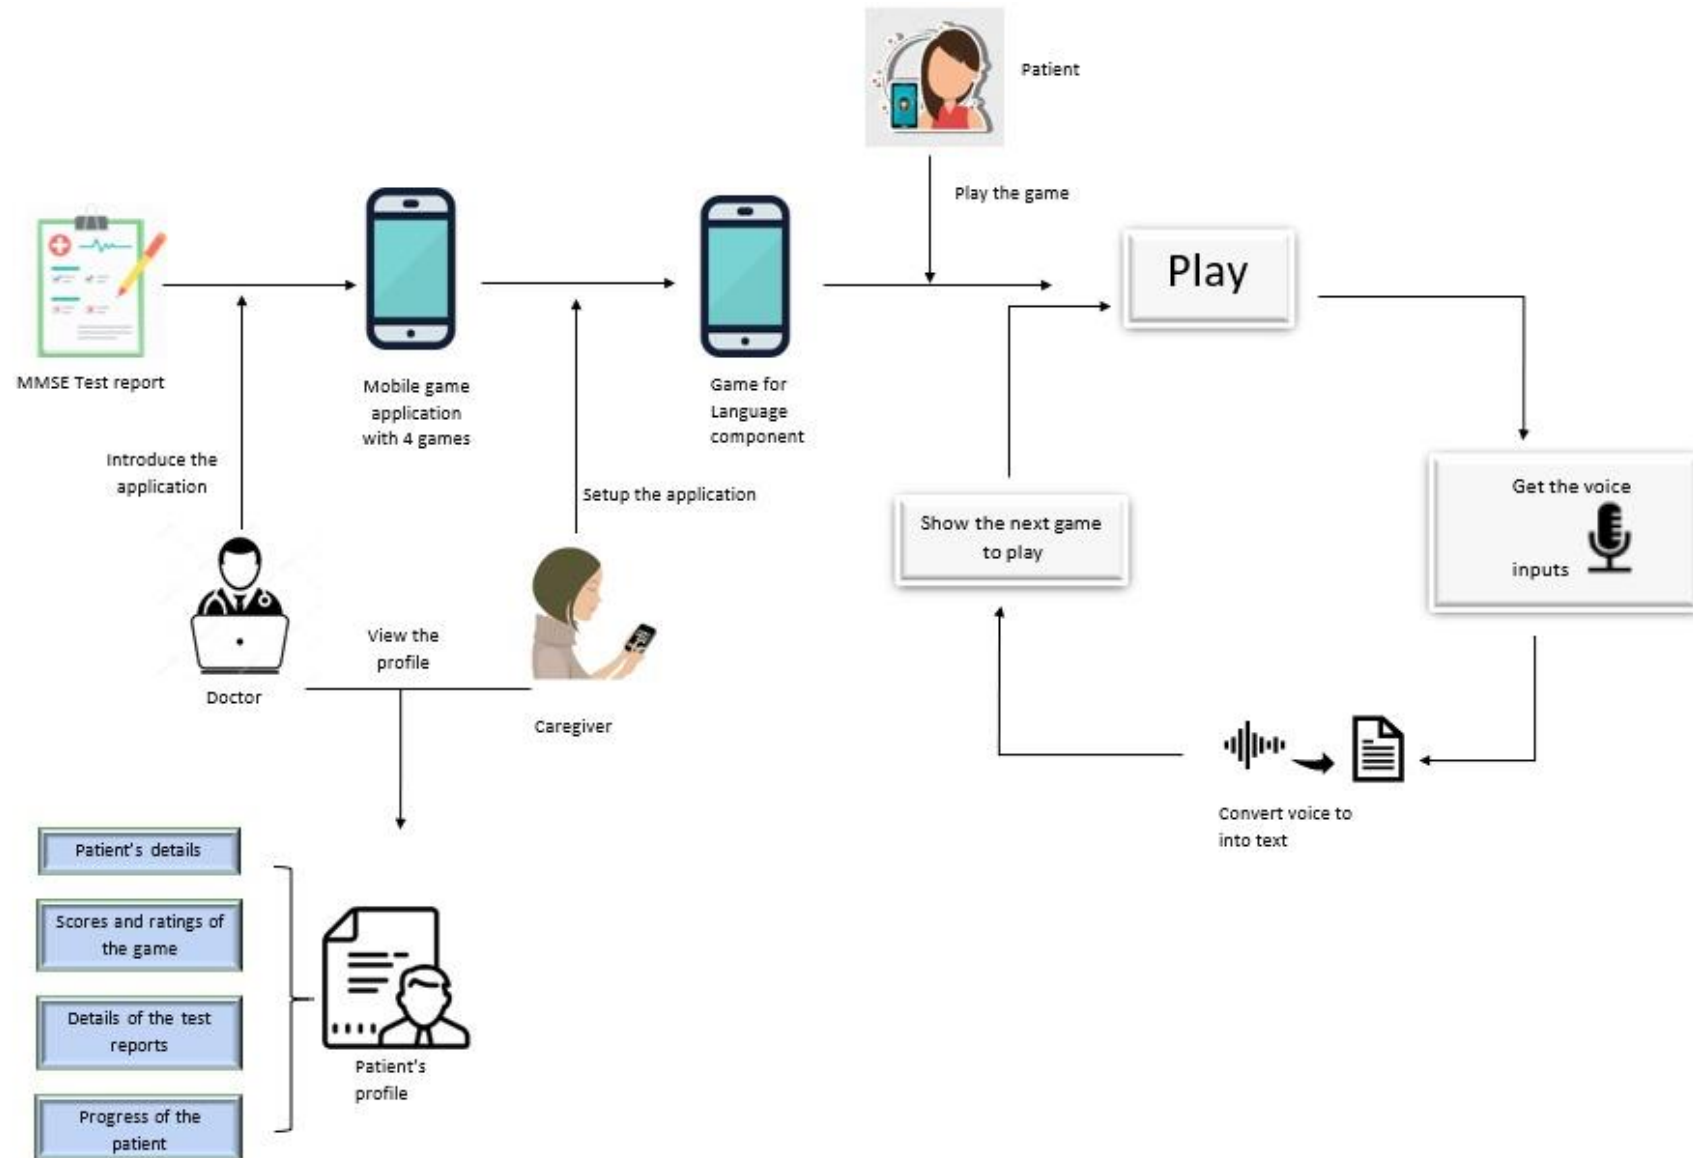 Patient
Play the game
Play
MMSE Test report
Mobile game
application
with 4 games
Game for
Language
component
Introduce the
application
Setup the application
Show the next game
to play
Get the voice
inputs
View the
profile
Doctor
Caregiver
Convert voice to
into text
Patient's details
Scores and ratings of
the game
Details of the test
reports
Progress of the
patient
Patient's
profile